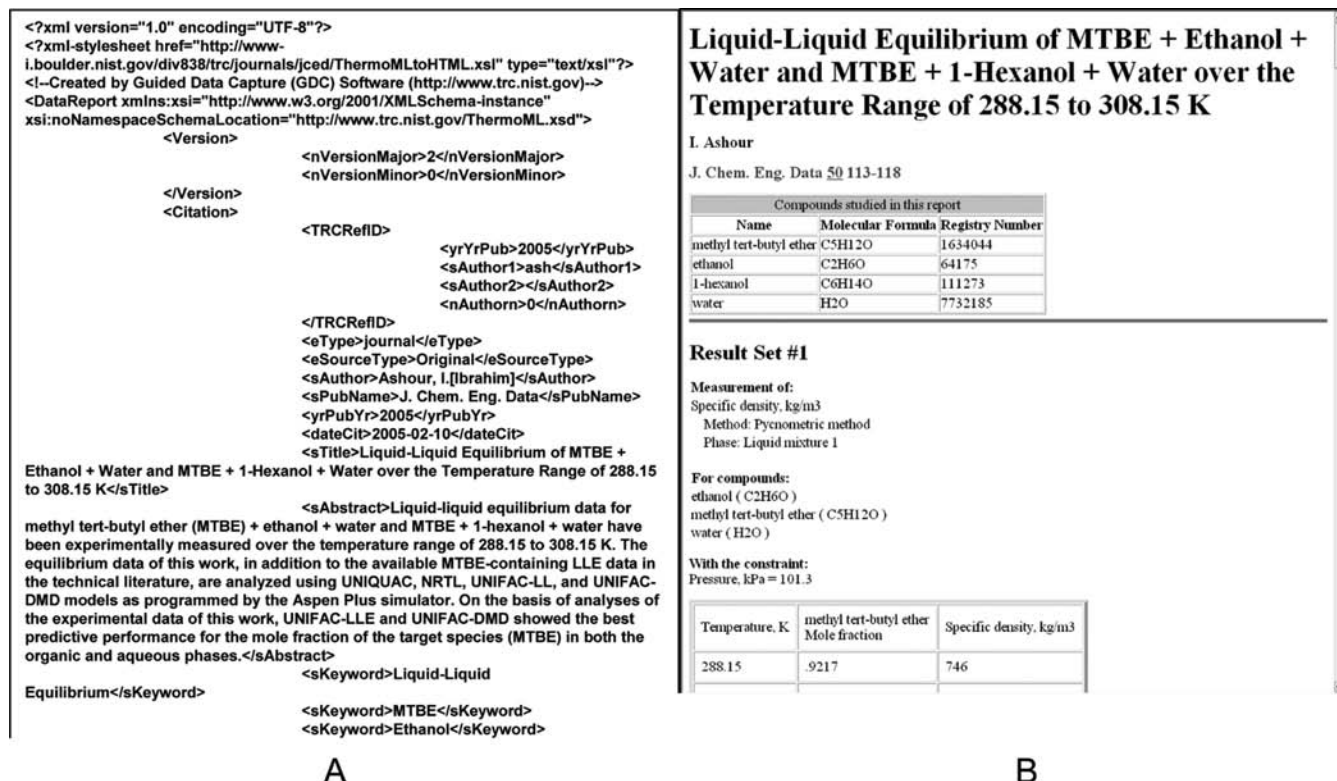 <?xml version="1.0" encoding="UTF-8"?>
<?xml-stylesheet href="http://www-
i.boulder.nist.gov/div838/trc/journals/jced/ThermoMLtoHTML.xsl" type="text/xsl"?>
<!--Created by Guided Data Capture (GDC) Software (http://www.trc.nist.gov)-->
<DataReport xmlns:xsi="http://www.w3.org/2001/XMLSchema-instance"
xsi:noNamespaceSchemaLocation="http://www.trc.nist.gov/ThermoML.xsd">
<Version>
<nVersionMajor>2</nVersionMajor>
<nVersionMinor>0</nVersionMinor>
</Version>
<Citation>
<TRCRefID>
<yrYrPub>2005</yrYrPub>
<sAuthor1>ash</sAuthor1>
<sAuthor2></sAuthor2>
<nAuthorn>0</nAuthorn>
</TRCRefID>
<eType>journal</eType>
<eSourceType>Original</eSourceType>
<sAuthor>Ashour, I.[Ibrahim]</sAuthor>
<sPubName>J. Chem. Eng. Data</sPubName>
<yrPubYr>2005</yrPubYr>
<dateCit>2005-02-10</dateCit>
<sTitle>Liquid-Liquid Equilibrium of MTBE +
Ethanol + Water and MTBE + 1-Hexanol + Water over the Temperature Range of 288.15
to 308.15 K</sTitle>
<sAbstract>Liquid-liquid equilibrium data for
methyl tert-butyl ether (MTBE) + ethanol + water and MTBE + 1-hexanol + water have
been experimentally measured over the temperature range of 288.15 to 308.15 K. The
equilibrium data of this work, in addition to the available MTBE-containing LLE data in
the technical literature, are analyzed using UNIQUAC, NRTL, UNIFAC-LL, and UNIFAC-
DMD models as programmed by the Aspen Plus simulator. On the basis of analyses of
the experimental data of this work, UNIFAC-LLE and UNIFAC-DMD showed the best
predictive performance for the mole fraction of the target species (MTBE) in both the
organic and aqueous phases.</sAbstract>
<sKeyword>Liquid-Liquid
Equilibrium</sKeyword>
<sKeyword>MTBE</sKeyword>
<sKeyword>Ethanol</sKeyword>
A
Liquid-Liquid Equilibrium of MTBE + Ethanol +
Water and MTBE + 1-Hexanol + Water over the
Temperature Range of 288.15 to 308.15 K
I. Ashour
J. Chem. Eng. Data 50 113-118
Compounds studied in this report
Name Molecular Formula Registry Number
methyl tert-butyl ether C5H12O 1634044
ethanol C2H6O 64175
1-hexanol C6H14O 111273
water H2O 7732185
Result Set #1
Measurement of:
Specific density, kg/m3
Method: Pycnometric method
Phase: Liquid mixture 1
For compounds:
ethanol ( C2H6O )
methyl tert-butyl ether ( C5H12O )
water ( H2O )
With the constraint:
Pressure, kPa = 101.3
Temperature, K methyl tert-butyl ether Mole fraction Specific density, kg/m3
288.15 .9217 746
B